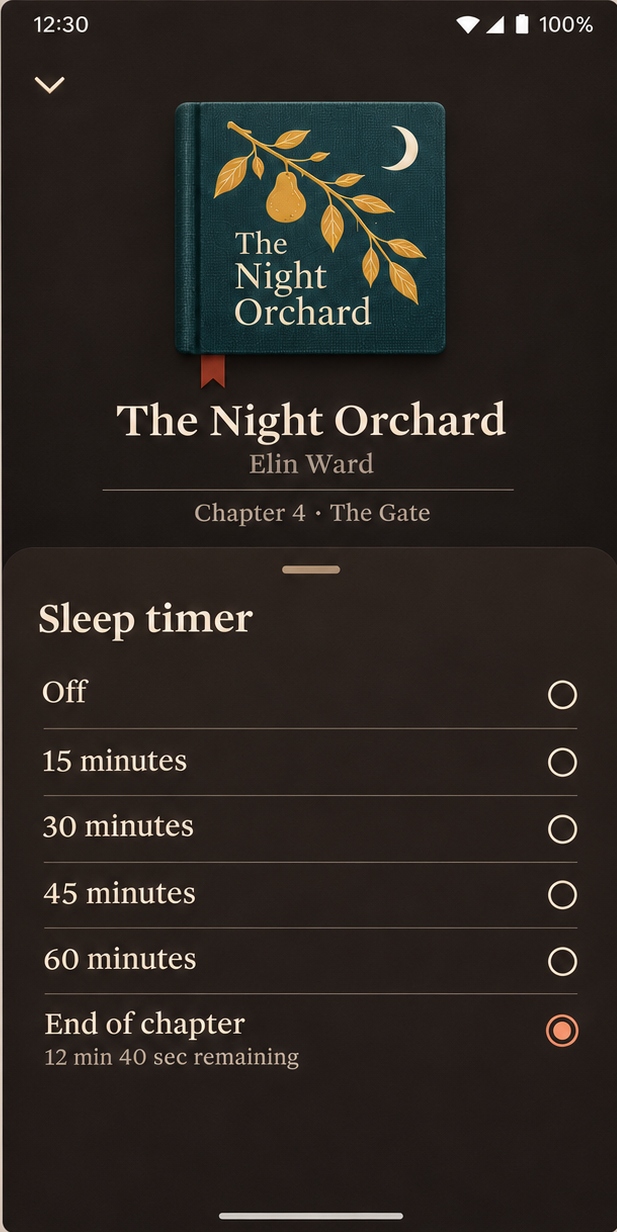 12:30
100%
The
Night
Orchard
The Night Orchard
Elin Ward
Chapter 4 · The Gate
Sleep timer
Off
15 minutes
30 minutes
45 minutes
60 minutes
End of chapter
12 min 40 sec remaining